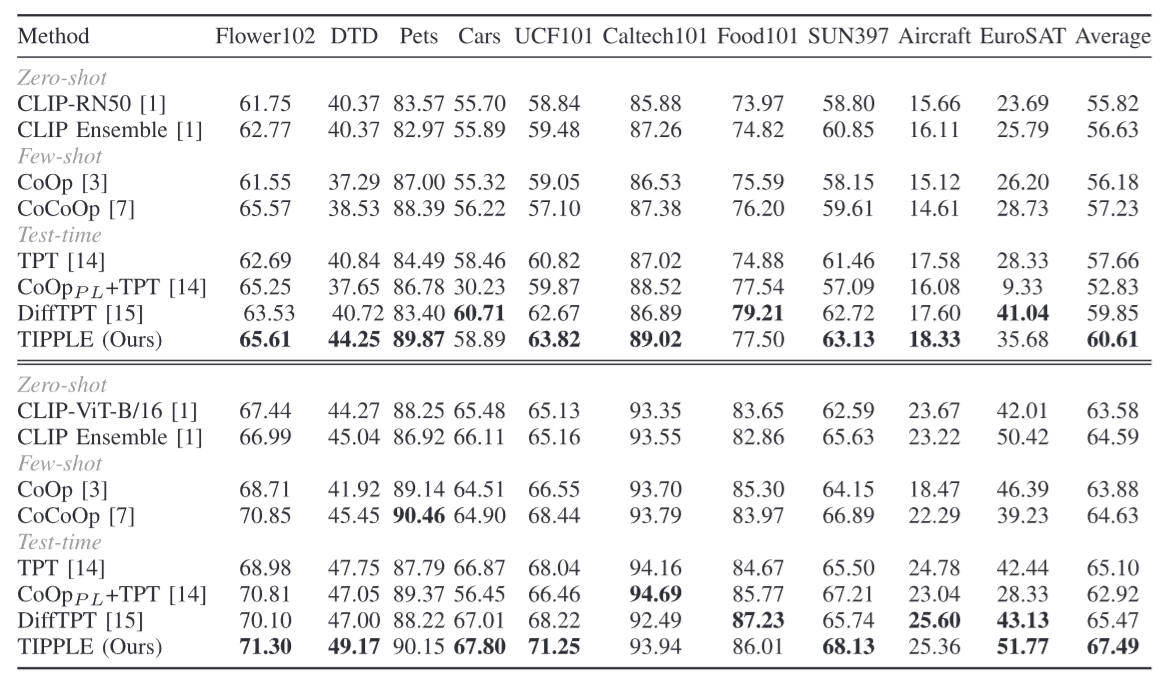 Method Flower102 DTD Pets Cars UCF101 Caltech101 Food101 SUN397 Aircraft EuroSAT Average
Zero-shot
CLIP-RN50 [1] 61.75 40.37 83.57 55.70 58.84 85.88 73.97 58.80 15.66 23.69 55.82
CLIP Ensemble [1] 62.77 40.37 82.97 55.89 59.48 87.26 74.82 60.85 16.11 25.79 56.63
Few-shot
CoOp [3] 61.55 37.29 87.00 55.32 59.05 86.53 75.59 58.15 15.12 26.20 56.18
CoCoOp [7] 65.57 38.53 88.39 56.22 57.10 87.38 76.20 59.61 14.61 28.73 57.23
Test-time
TPT [14] 62.69 40.84 84.49 58.46 60.82 87.02 74.88 61.46 17.58 28.33 57.66
CoOpPL+TPT [14] 65.25 37.65 86.78 30.23 59.87 88.52 77.54 57.09 16.08 9.33 52.83
DiffTPT [15] 63.53 40.72 83.40 60.71 62.67 86.89 79.21 62.72 17.60 41.04 59.85
TIPPLE (Ours) 65.61 44.25 89.87 58.89 63.82 89.02 77.50 63.13 18.33 35.68 60.61
Zero-shot
CLIP-ViT-B/16 [1] 67.44 44.27 88.25 65.48 65.13 93.35 83.65 62.59 23.67 42.01 63.58
CLIP Ensemble [1] 66.99 45.04 86.92 66.11 65.16 93.55 82.86 65.63 23.22 50.42 64.59
Few-shot
CoOp [3] 68.71 41.92 89.14 64.51 66.55 93.70 85.30 64.15 18.47 46.39 63.88
CoCoOp [7] 70.85 45.45 90.46 64.90 68.44 93.79 83.97 66.89 22.29 39.23 64.63
Test-time
TPT [14] 68.98 47.75 87.79 66.87 68.04 94.16 84.67 65.50 24.78 42.44 65.10
CoOpPL+TPT [14] 70.81 47.05 89.37 56.45 66.46 94.69 85.77 67.21 23.04 28.33 62.92
DiffTPT [15] 70.10 47.00 88.22 67.01 68.22 92.49 87.23 65.74 25.60 43.13 65.47
TIPPLE (Ours) 71.30 49.17 90.15 67.80 71.25 93.94 86.01 68.13 25.36 51.77 67.49